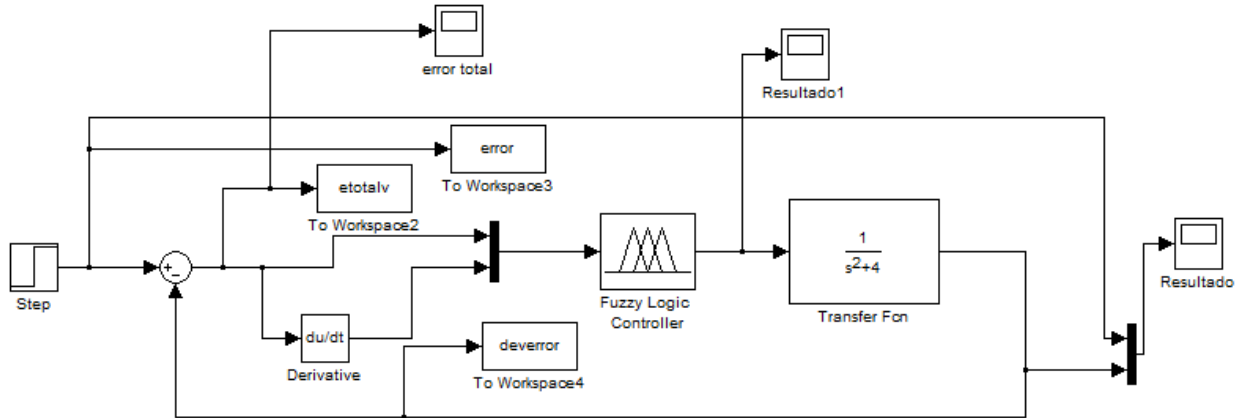 error total
Resultado1
error
To Workspace3
etotalv
To Workspace2
Step
+
-
du/dt
Derivative
deverror
To Workspace4
Fuzzy Logic
Controller
1
s²+4
Transfer Fcn
Resultado